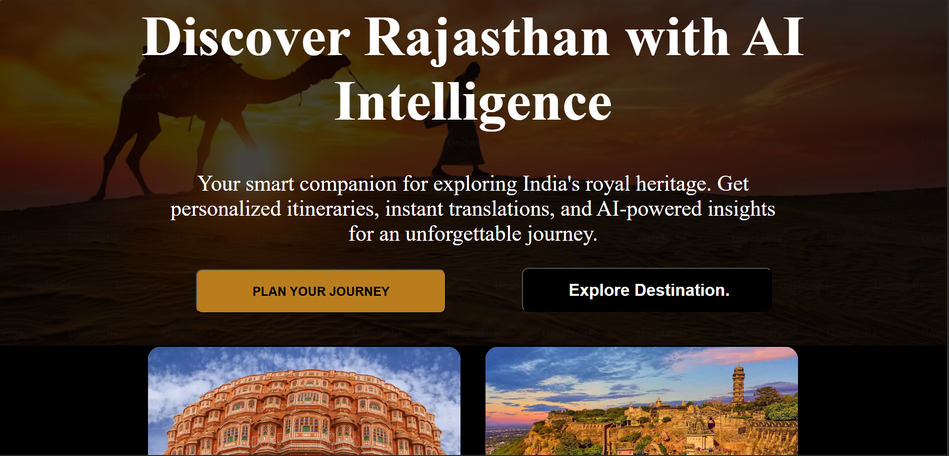 Discover Rajasthan with AI
Intelligence
Your smart companion for exploring India's royal heritage. Get
personalized itineraries, instant translations, and AI-powered insights
for an unforgettable journey.
PLAN YOUR JOURNEY
Explore Destination.